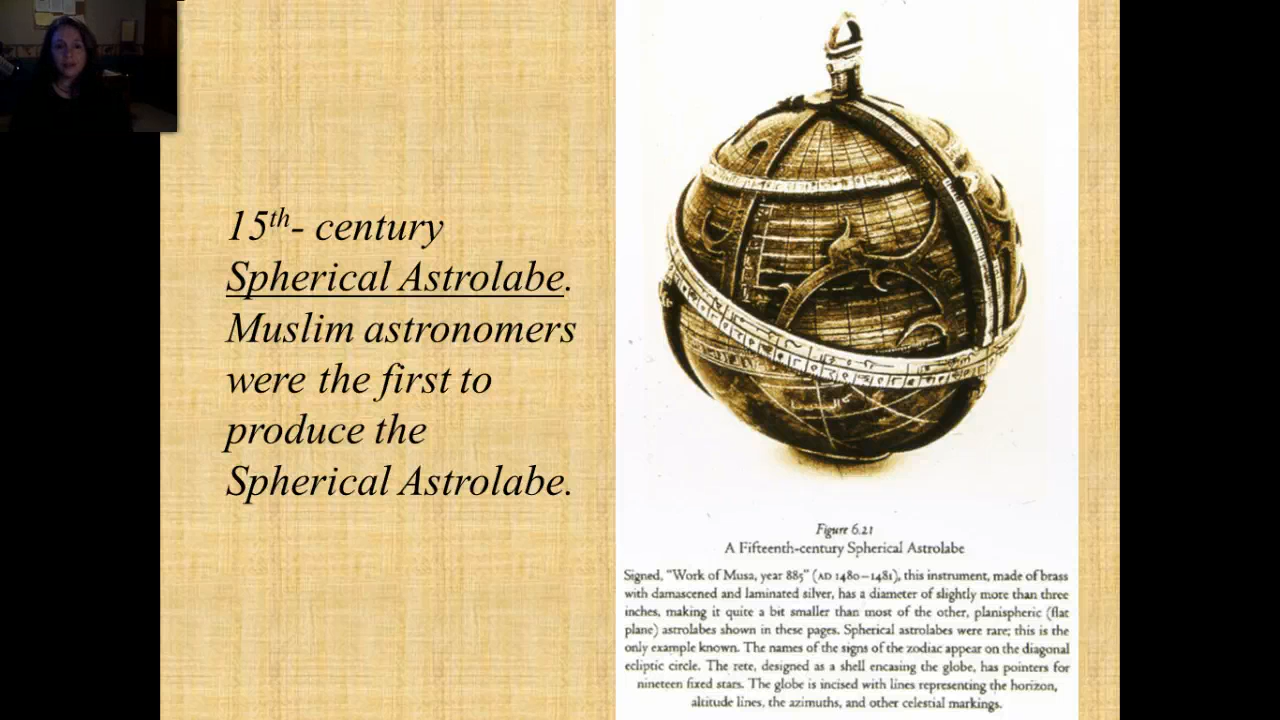 15th- century
Spherical Astrolabe.
Muslim astronomers
were the first to
produce the
Spherical Astrolabe.
Figure 6.21
A Fifteenth-century Spherical Astrolabe
Signed, "Work of Musa, year 885" (AD 1480–1481), this instrument, made of brass
with damascened and laminated silver, has a diameter of slightly more than three
inches, making it quite a bit smaller than most of the other, planispheric (flat
plane) astrolabes shown in these pages. Spherical astrolabes were rare; this is the
only example known. The names of the signs of the zodiac appear on the diagonal
ecliptic circle. The rete, designed as a shell encasing the globe, has pointers for
nineteen fixed stars. The globe is incised with lines representing the horizon,
altitude lines, the azimuths, and other celestial markings.